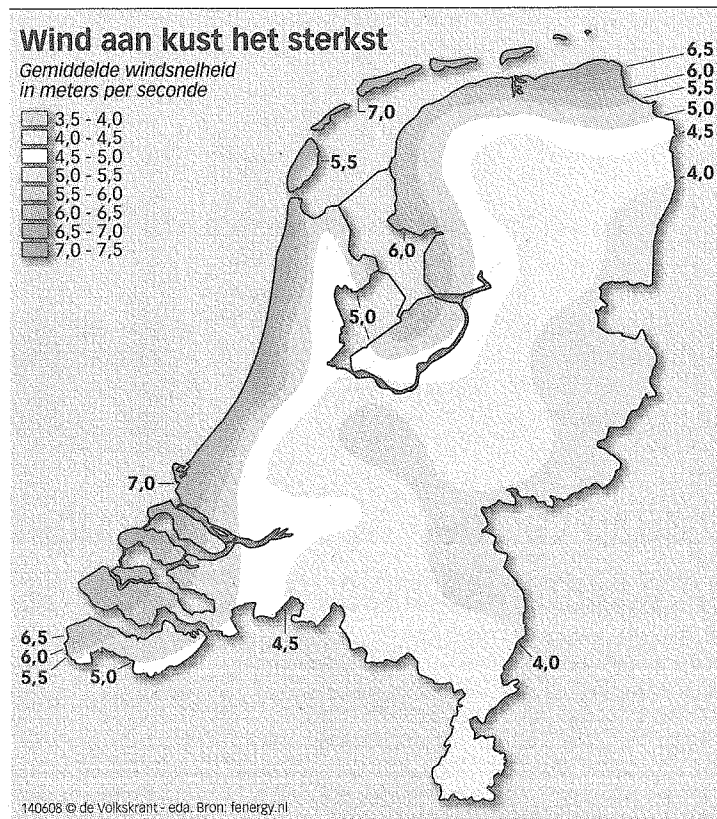 Wind aan kust het sterkst
Gemiddelde windsnelheid
in meters per seconde
3,5 - 4,0
4,0 - 4,5
4,5 - 5,0
5,0 - 5,5
5,5 - 6,0
6,0 - 6,5
6,5 - 7,0
7,0 - 7,5
6,5
6,0
5,5
5,0
4,5
4,0
7,0
5,5
6,0
5,0
7,0
6,5
6,0
5,5
5,0
4,5
4,0
140608 © de Volkskrant - eda. Bron: fenergy.nl